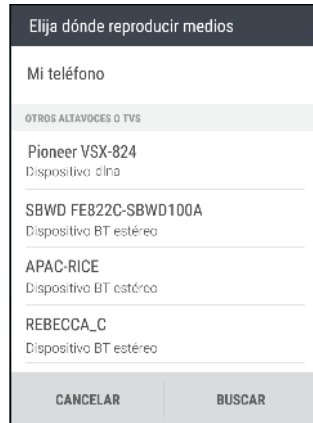 Elija dónde reproducir medios
Mi teléfono
OTROS ALTAVOCES O TVS
Pioneer VSX-824
Dispositivo dlna
SBWD FE822C-SBWD100A
Dispositivo BT estéreo
APAC-RICE
Dispositivo BT estéreo
REBECCA_C
Dispositivo BT estéreo
CANCELAR
BUSCAR